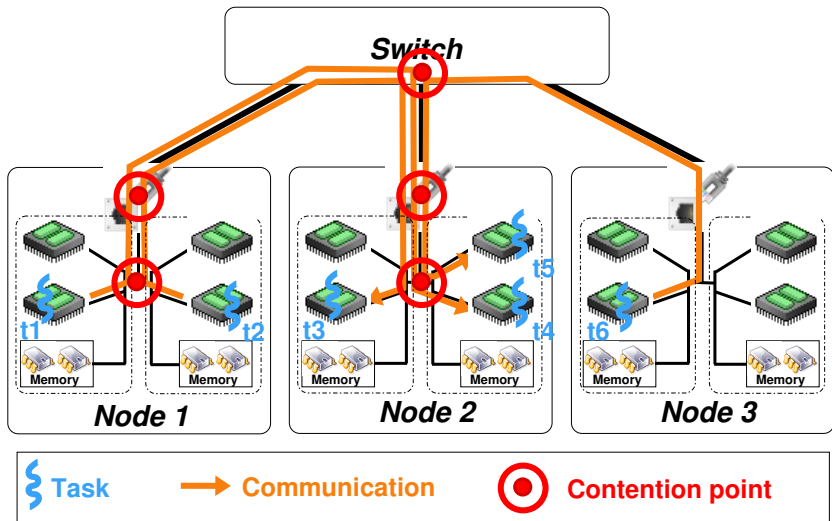 Switch
t5
t1
t2
t3
t4
t6
Memory
Memory
Memory
Memory
Memory
Memory
Node 1
Node 2
Node 3
Task
Communication
Contention point